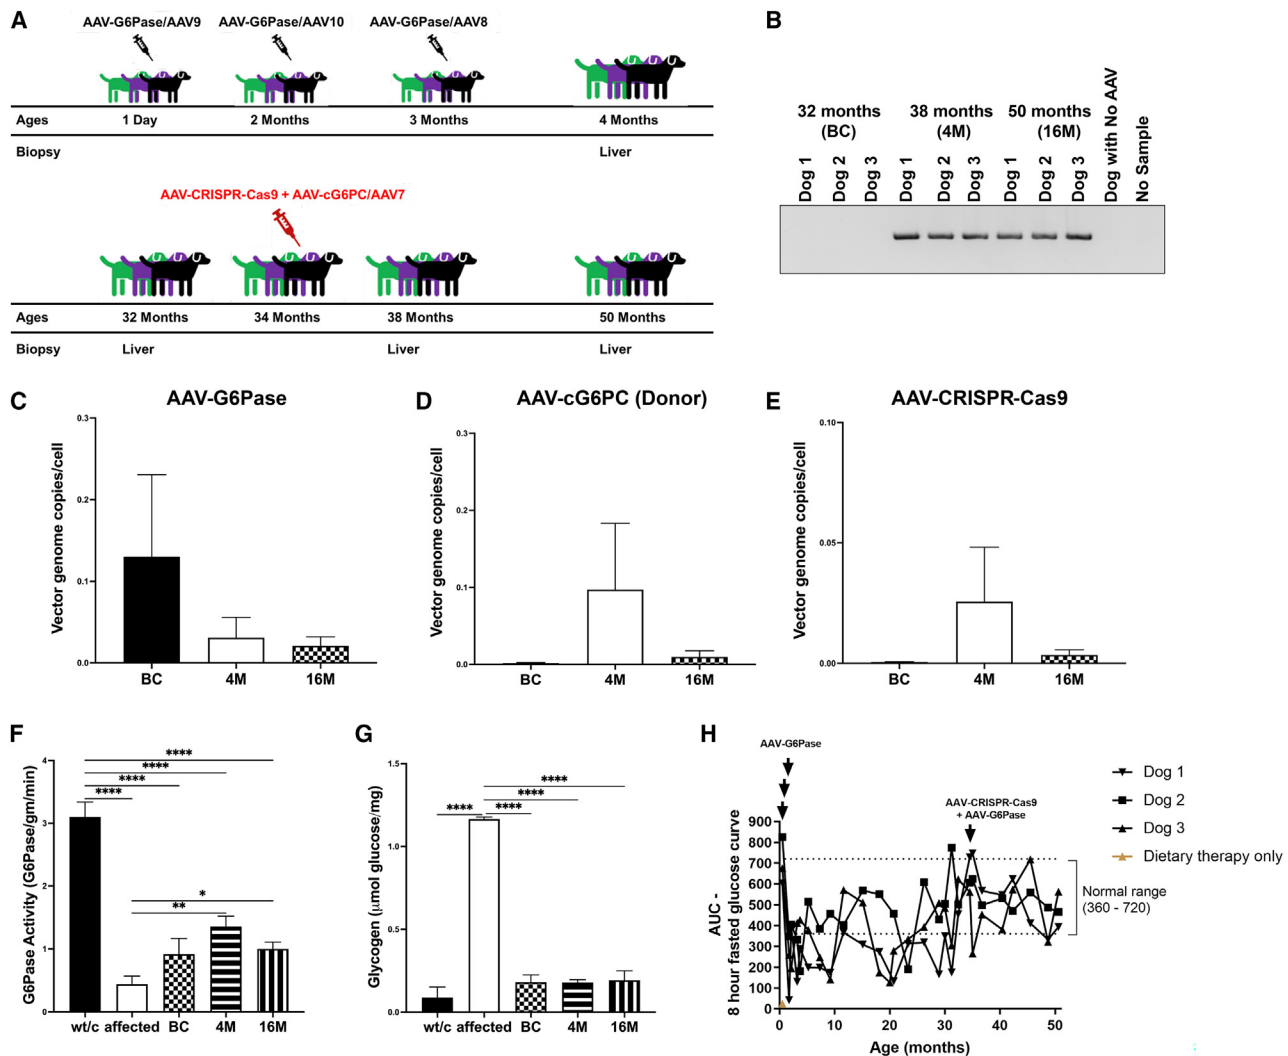 A
AAV-G6Pase/AAV9
AAV-G6Pase/AAV10
AAV-G6Pase/AAV8
Ages
1 Day
2 Months
3 Months
4 Months
Biopsy
Liver
AAV-CRISPR-Cas9 + AAV-cG6PC/AAV7
Ages
32 Months
34 Months
38 Months
50 Months
Biopsy
Liver
Liver
Liver
B
32 months
(BC)
38 months
(4M)
50 months
(16M)
Dog 1
Dog 2
Dog 3
Dog 1
Dog 2
Dog 3
Dog 1
Dog 2
Dog 3
Dog with No AAV
No Sample
C
AAV-G6Pase
Vector genome copies/cell
0.3
0.2
0.1
0.0
BC
4M
16M
D
AAV-cG6PC (Donor)
Vector genome copies/cell
0.3
0.2
0.1
0.0
BC
4M
16M
E
AAV-CRISPR-Cas9
Vector genome copies/cell
0.10
0.05
0.00
BC
4M
16M
F
G6Pase Activity (G6Pase/gm/min)
4
3
2
1
0
****
****
****
****
*
**
wt/c
affected
BC
4M
16M
G
Glycogen (μmol glucose/mg)
1.5
1.0
0.5
0.0
****
****
****
****
wt/c
affected
BC
4M
16M
H
AAV-G6Pase
AAV-CRISPR-Cas9
+ AAV-G6Pase
AUC -
8 hour fasted glucose curve
900
800
700
600
500
400
300
200
100
0
0
10
20
30
40
50
Age (months)
Normal range
(360 - 720)
Dog 1
Dog 2
Dog 3
Dietary therapy only